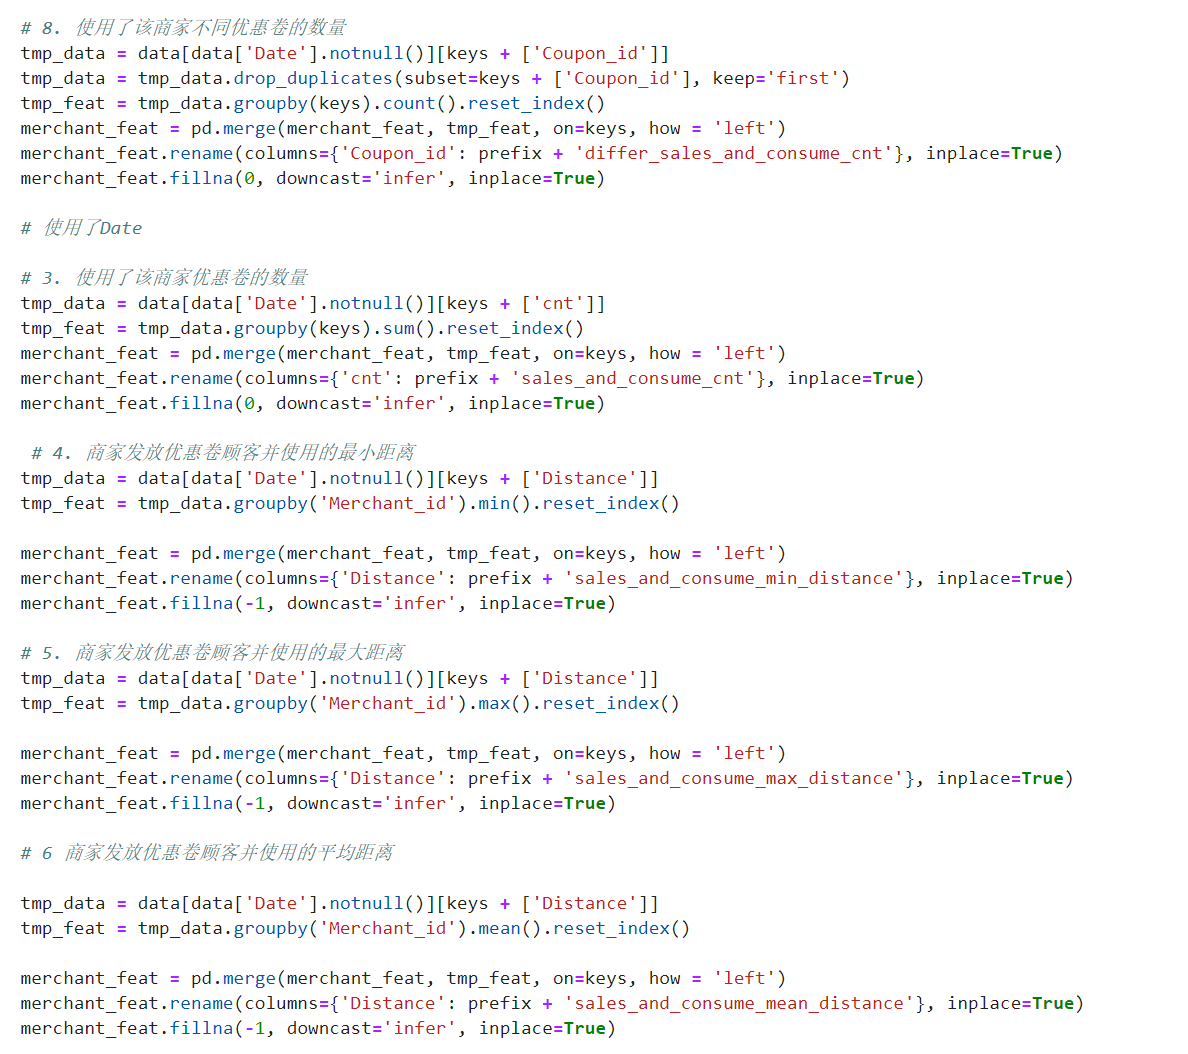 # 8. 使用了该商家不同优惠卷的数量
tmp_data = data[data['Date'].notnull()][keys + ['Coupon_id']]
tmp_data = tmp_data.drop_duplicates(subset=keys + ['Coupon_id'], keep='first')
tmp_feat = tmp_data.groupby(keys).count().reset_index()
merchant_feat = pd.merge(merchant_feat, tmp_feat, on=keys, how = 'left')
merchant_feat.rename(columns={'Coupon_id': prefix + 'differ_sales_and_consume_cnt'}, inplace=True)
merchant_feat.fillna(0, downcast='infer', inplace=True)
# 使用了Date
# 3. 使用了该商家优惠卷的数量
tmp_data = data[data['Date'].notnull()][keys + ['cnt']]
tmp_feat = tmp_data.groupby(keys).sum().reset_index()
merchant_feat = pd.merge(merchant_feat, tmp_feat, on=keys, how = 'left')
merchant_feat.rename(columns={'cnt': prefix + 'sales_and_consume_cnt'}, inplace=True)
merchant_feat.fillna(0, downcast='infer', inplace=True)
# 4. 商家发放优惠卷顾客并使用的最小距离
tmp_data = data[data['Date'].notnull()][keys + ['Distance']]
tmp_feat = tmp_data.groupby('Merchant_id').min().reset_index()
merchant_feat = pd.merge(merchant_feat, tmp_feat, on=keys, how = 'left')
merchant_feat.rename(columns={'Distance': prefix + 'sales_and_consume_min_distance'}, inplace=True)
merchant_feat.fillna(-1, downcast='infer', inplace=True)
# 5. 商家发放优惠卷顾客并使用的最大距离
tmp_data = data[data['Date'].notnull()][keys + ['Distance']]
tmp_feat = tmp_data.groupby('Merchant_id').max().reset_index()
merchant_feat = pd.merge(merchant_feat, tmp_feat, on=keys, how = 'left')
merchant_feat.rename(columns={'Distance': prefix + 'sales_and_consume_max_distance'}, inplace=True)
merchant_feat.fillna(-1, downcast='infer', inplace=True)
# 6 商家发放优惠卷顾客并使用的平均距离
tmp_data = data[data['Date'].notnull()][keys + ['Distance']]
tmp_feat = tmp_data.groupby('Merchant_id').mean().reset_index()
merchant_feat = pd.merge(merchant_feat, tmp_feat, on=keys, how = 'left')
merchant_feat.rename(columns={'Distance': prefix + 'sales_and_consume_mean_distance'}, inplace=True)
merchant_feat.fillna(-1, downcast='infer', inplace=True)